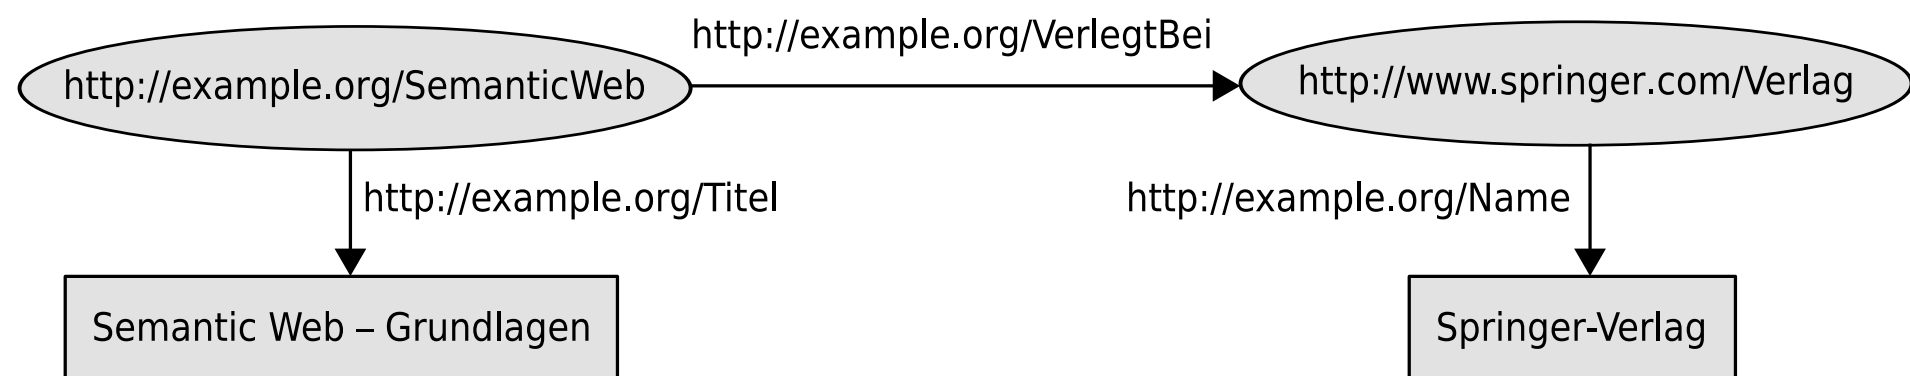 http://example.org/VerlegtBei
http://example.org/SemanticWeb
http://www.springer.com/Verlag
http://example.org/Titel
http://example.org/Name
Semantic Web – Grundlagen
Springer-Verlag